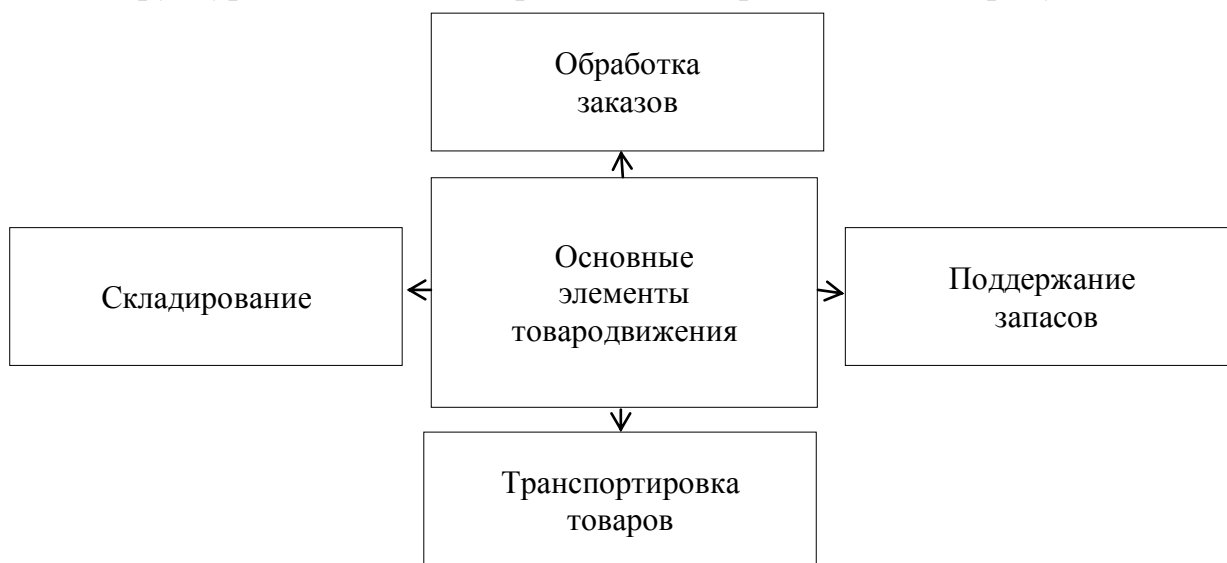 Обработка
заказов
Складирование
Основные
элементы
товародвижения
Поддержание
запасов
Транспортировка
товаров